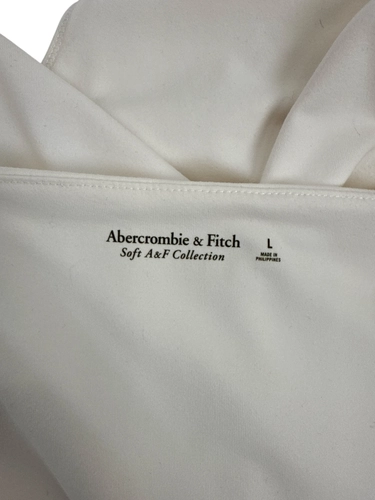 Abercrombie & Fitch
Soft A&F Collection
L
MADE IN
PHILIPPINES